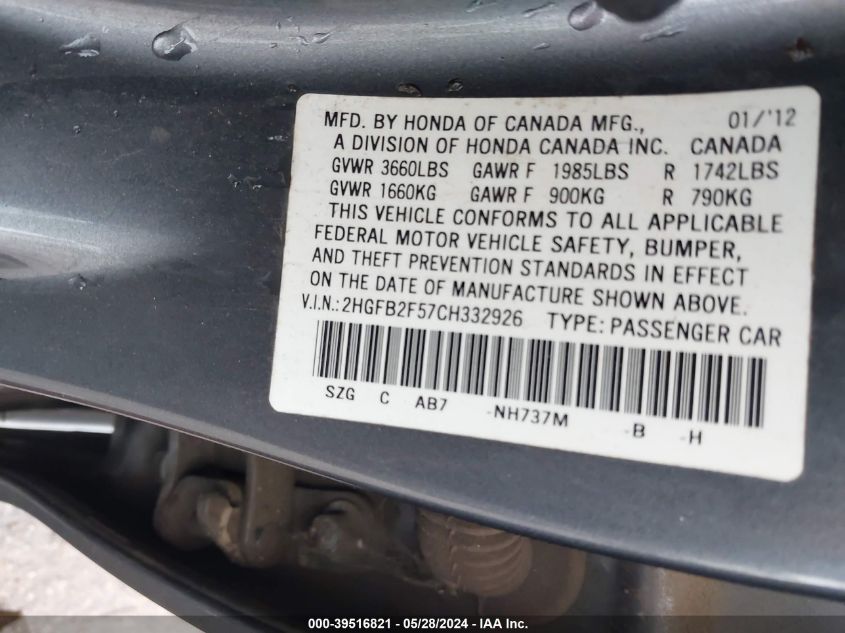 MFD. BY HONDA OF CANADA MFG., 01/'12
A DIVISION OF HONDA CANADA INC. CANADA
GVWR 3660LBS GAWR F 1985LBS R 1742LBS
GVWR 1660KG GAWR F 900KG R 790KG
THIS VEHICLE CONFORMS TO ALL APPLICABLE
FEDERAL MOTOR VEHICLE SAFETY, BUMPER,
AND THEFT PREVENTION STANDARDS IN EFFECT
ON THE DATE OF MANUFACTURE SHOWN ABOVE.
V.I.N.:2HGFB2F57CH332926 TYPE:PASSENGER CAR
SZG C AB7 -NH737M -B -H
000-39516821 | 05/28/2024 - IAA Inc.